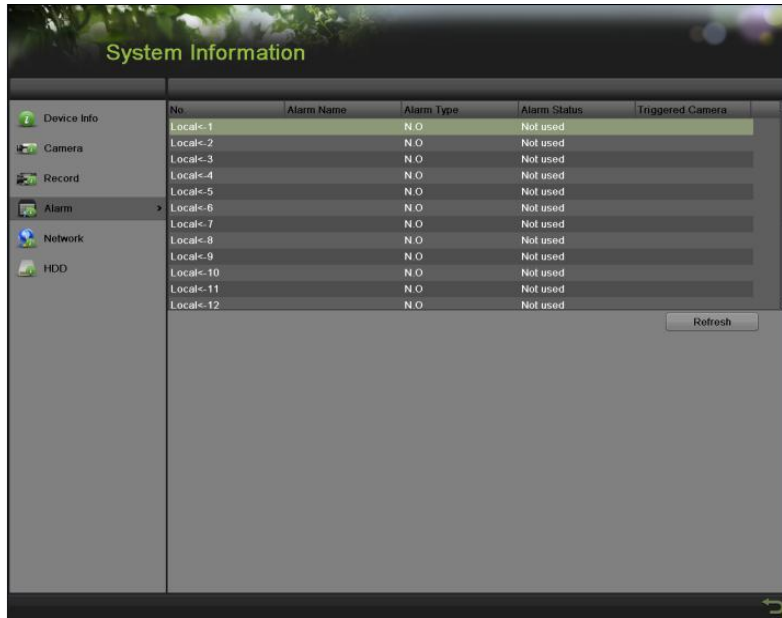 System Information
Device Info
Camera
Record
Alarm
Network
HDD
No. Alarm Name Alarm Type Alarm Status Triggered Camera
Local<-1 N.O Not used
Local<-2 N.O Not used
Local<-3 N.O Not used
Local<-4 N.O Not used
Local<-5 N.O Not used
Local<-6 N.O Not used
Local<-7 N.O Not used
Local<-8 N.O Not used
Local<-9 N.O Not used
Local<-10 N.O Not used
Local<-11 N.O Not used
Local<-12 N.O Not used
Refresh